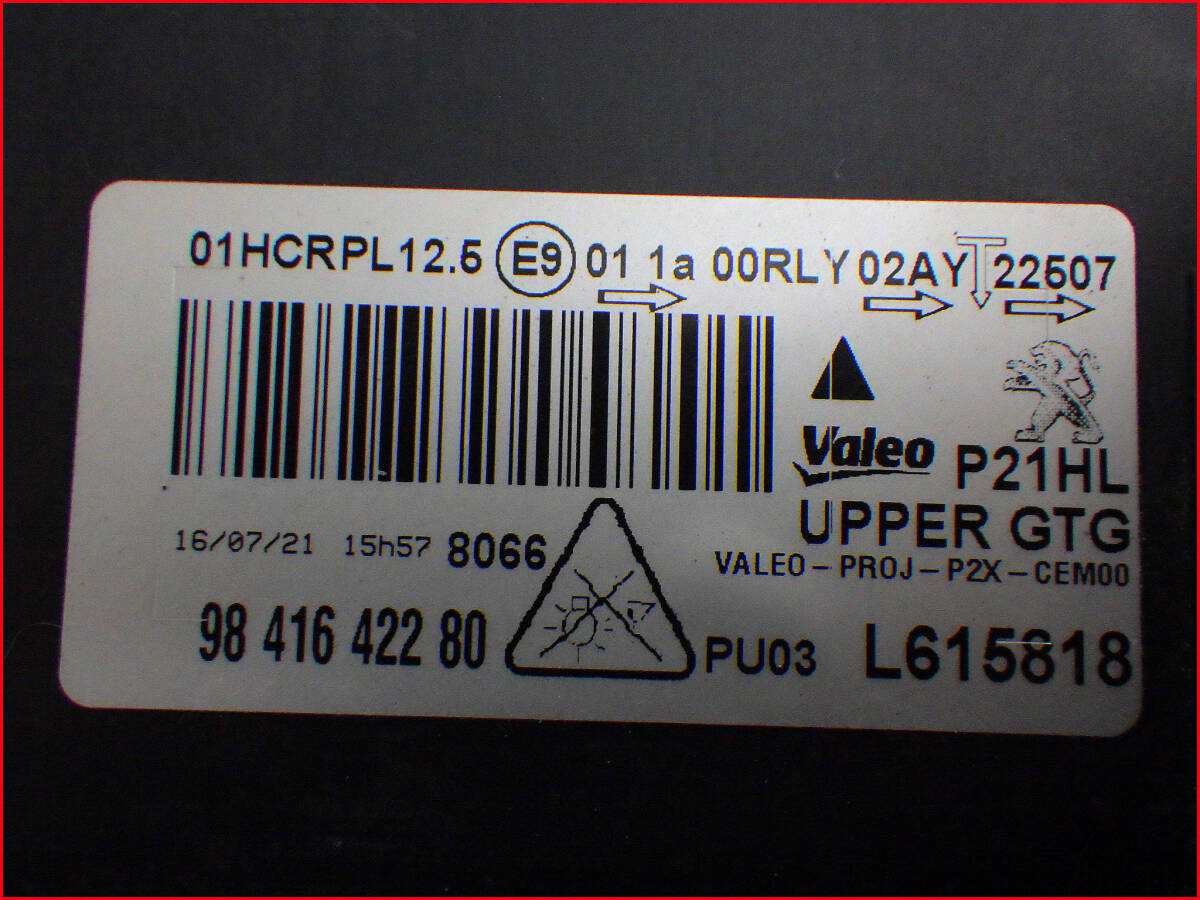 01HCRPL12.5 E9 01 1a 00RLY 02AY 22507
Valeo P21HL
UPPER GTG
16/07/21 15h57 8066 VALEO-PROJ-P2X-CEM00
98 416 422 80 PU03 L615818